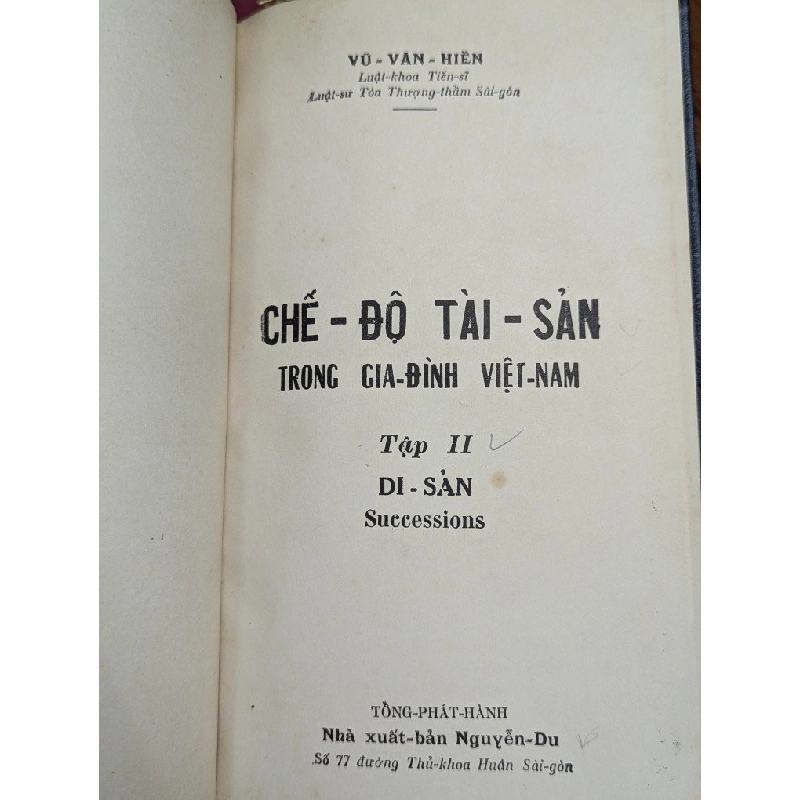 VŨ - VĂN - HIỀN
Luật-khoa Tiến-sĩ
Luật-sư Tòa Thượng-thẩm Sài-gòn
CHẾ - ĐỘ TÀI - SẢN
TRONG GIA-ĐÌNH VIỆT-NAM
Tập II
DI - SẢN
Successions
TỔNG-PHÁT-HÀNH
Nhà xuất-bản Nguyễn-Du
Số 77 đường Thủ-khoa Huân Sài-gòn